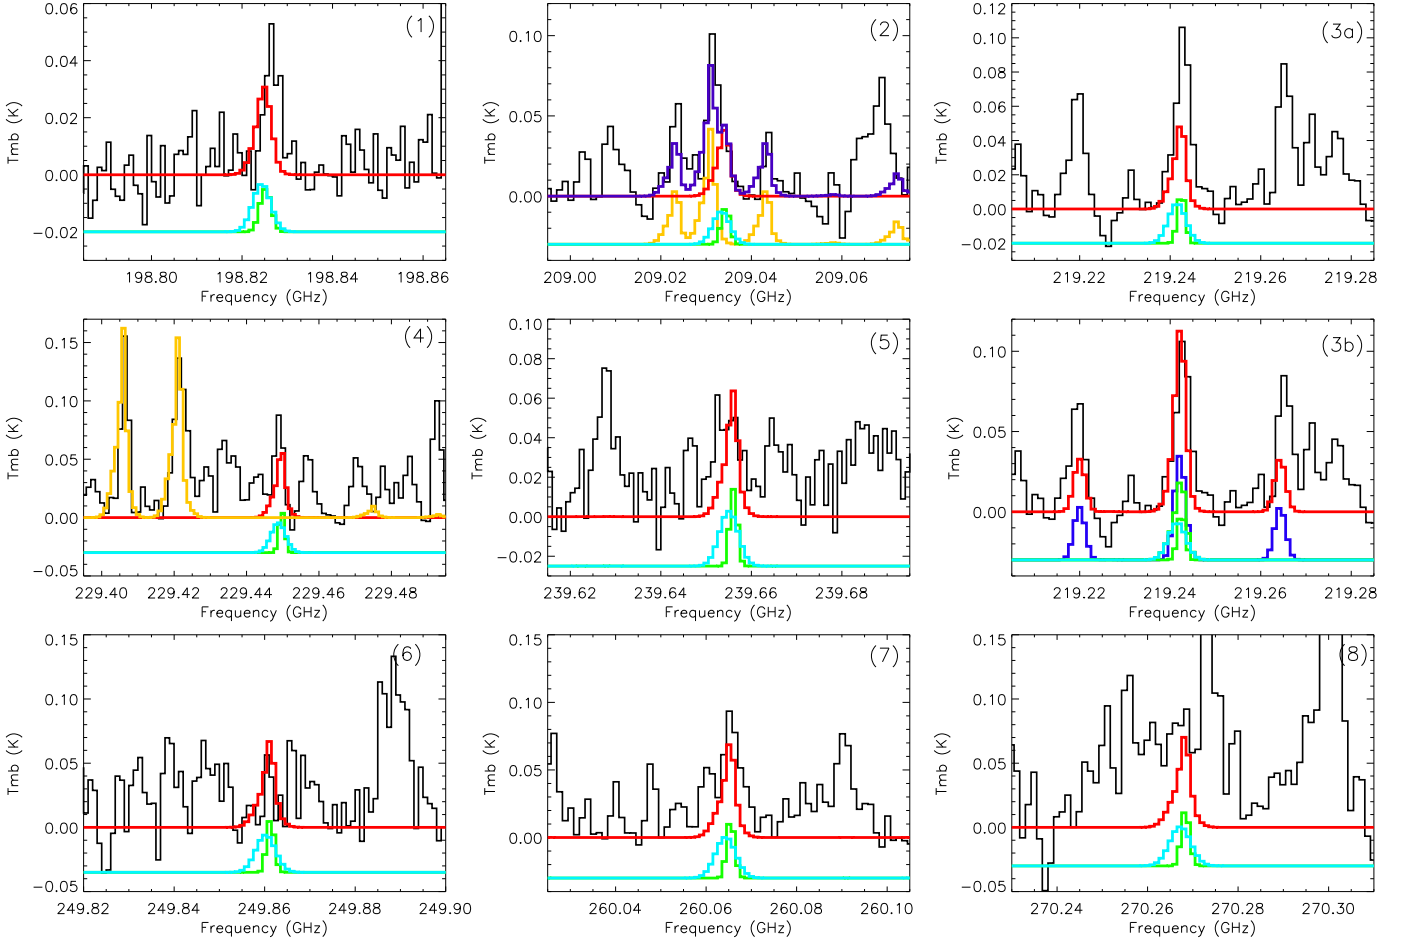 (1)
0.06
0.04
0.02
0.00
−0.02
Tmb (K)
198.80 198.82 198.84 198.86
Frequency (GHz)
(2)
0.10
0.05
0.00
Tmb (K)
209.00 209.02 209.04 209.06
Frequency (GHz)
(3a)
0.12
0.10
0.08
0.06
0.04
0.02
0.00
−0.02
Tmb (K)
219.22 219.24 219.26 219.28
Frequency (GHz)
(4)
0.15
0.10
0.05
0.00
−0.05
Tmb (K)
229.40 229.42 229.44 229.46 229.48
Frequency (GHz)
(5)
0.10
0.08
0.06
0.04
0.02
0.00
−0.02
Tmb (K)
239.62 239.64 239.66 239.68
Frequency (GHz)
(3b)
0.10
0.05
0.00
Tmb (K)
219.22 219.24 219.26 219.28
Frequency (GHz)
(6)
0.15
0.10
0.05
0.00
−0.05
Tmb (K)
249.82 249.84 249.86 249.88 249.90
Frequency (GHz)
(7)
0.15
0.10
0.05
0.00
Tmb (K)
260.04 260.06 260.08 260.10
Frequency (GHz)
(8)
0.15
0.10
0.05
0.00
−0.05
Tmb (K)
270.24 270.26 270.28 270.30
Frequency (GHz)